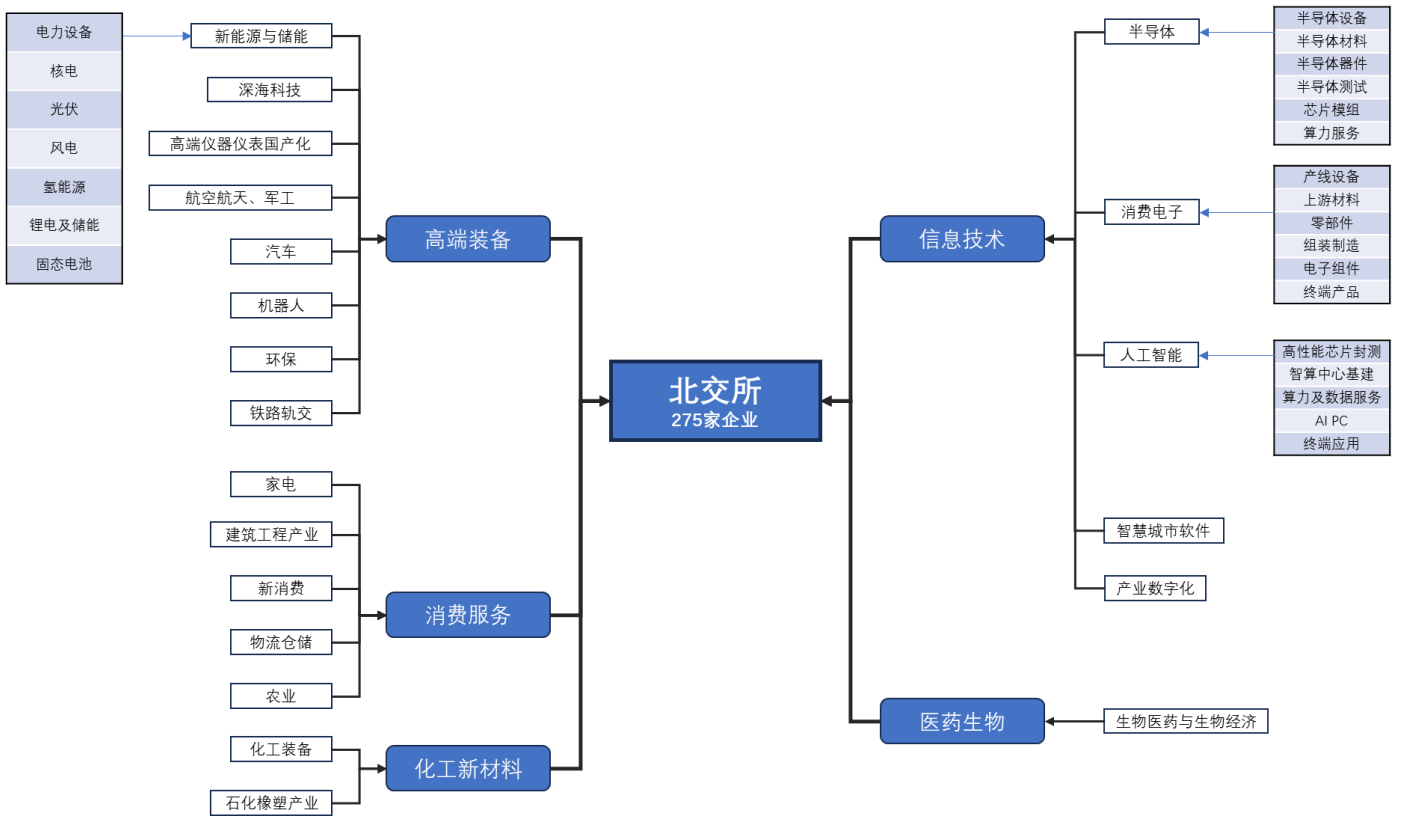 电力设备
核电
光伏
风电
氢能源
锂电及储能
固态电池
新能源与储能
深海科技
高端仪器仪表国产化
航空航天、军工
汽车
机器人
环保
铁路轨交
高端装备
家电
建筑工程产业
新消费
物流仓储
农业
消费服务
化工装备
石化橡塑产业
化工新材料
北交所
275家企业
信息技术
半导体
半导体设备
半导体材料
半导体器件
半导体测试
芯片模组
算力服务
消费电子
产线设备
上游材料
零部件
组装制造
电子组件
终端产品
人工智能
高性能芯片封测
智算中心基建
算力及数据服务
AI PC
终端应用
智慧城市软件
产业数字化
医药生物
生物医药与生物经济